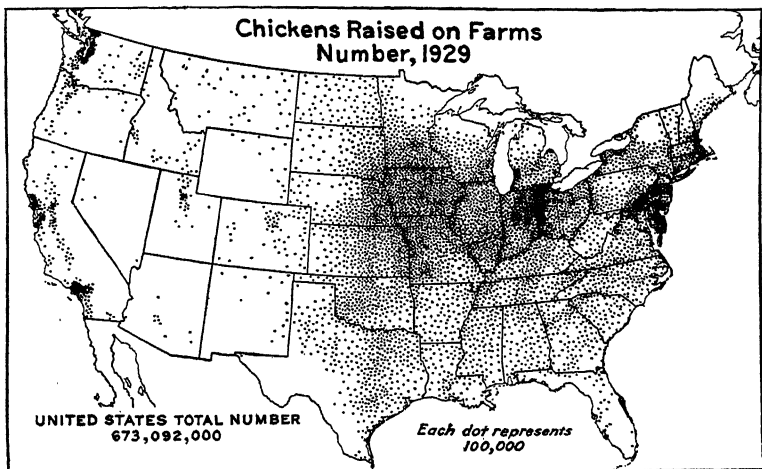 Chickens Raised on Farms
Number, 1929
UNITED STATES TOTAL NUMBER
673,092,000
Each dot represents
100,000